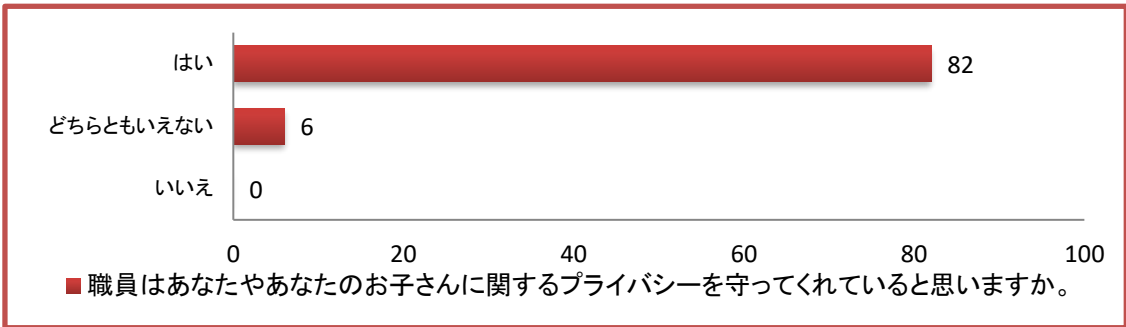 はい
82
どちらともいえない
6
いいえ
0
0 20 40 60 80 100
職員はあなたやあなたのお子さんに関するプライバシーを守ってくれていると思いますか。